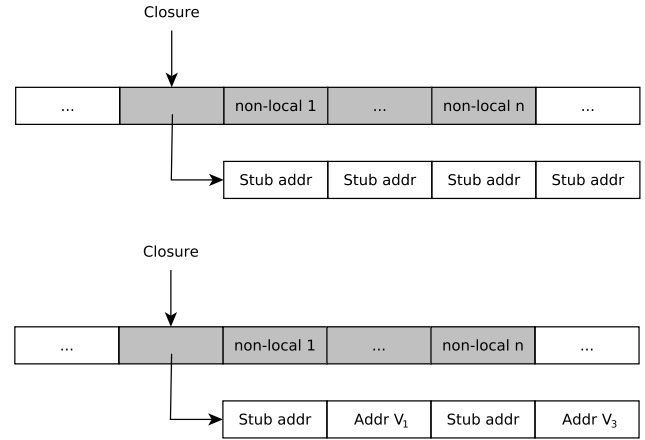 Closure
... non-local 1 ... non-local n ...
Stub addr Stub addr Stub addr Stub addr
Closure
... non-local 1 ... non-local n ...
Stub addr Addr V₁ Stub addr Addr V₃